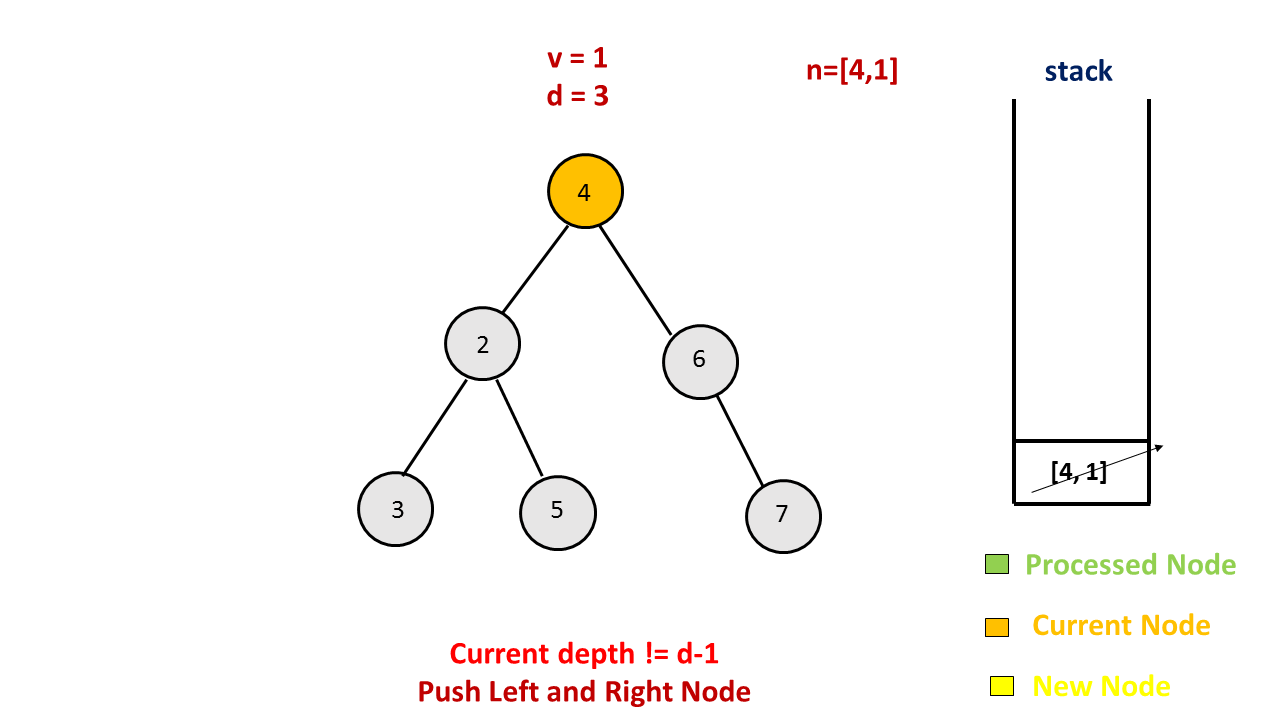 v = 1
d = 3
n=[4,1]
stack
4
2
6
3
5
7
[4, 1]
Processed Node
Current Node
New Node
Current depth != d-1
Push Left and Right Node